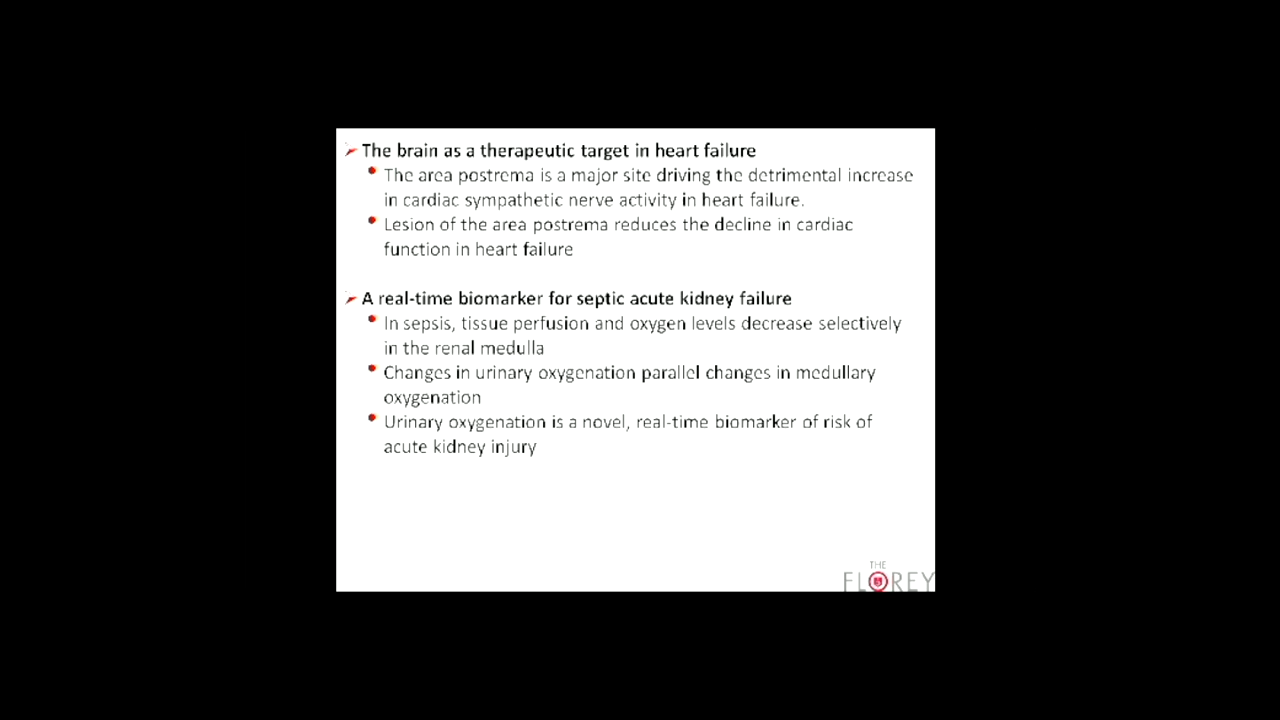 The brain as a therapeutic target in heart failure
The area postrema is a major site driving the detrimental increase
in cardiac sympathetic nerve activity in heart failure.
Lesion of the area postrema reduces the decline in cardiac
function in heart failure
A real-time biomarker for septic acute kidney failure
In sepsis, tissue perfusion and oxygen levels decrease selectively
in the renal medulla
Changes in urinary oxygenation parallel changes in medullary
oxygenation
Urinary oxygenation is a novel, real-time biomarker of risk of
acute kidney injury
THE
FLOREY